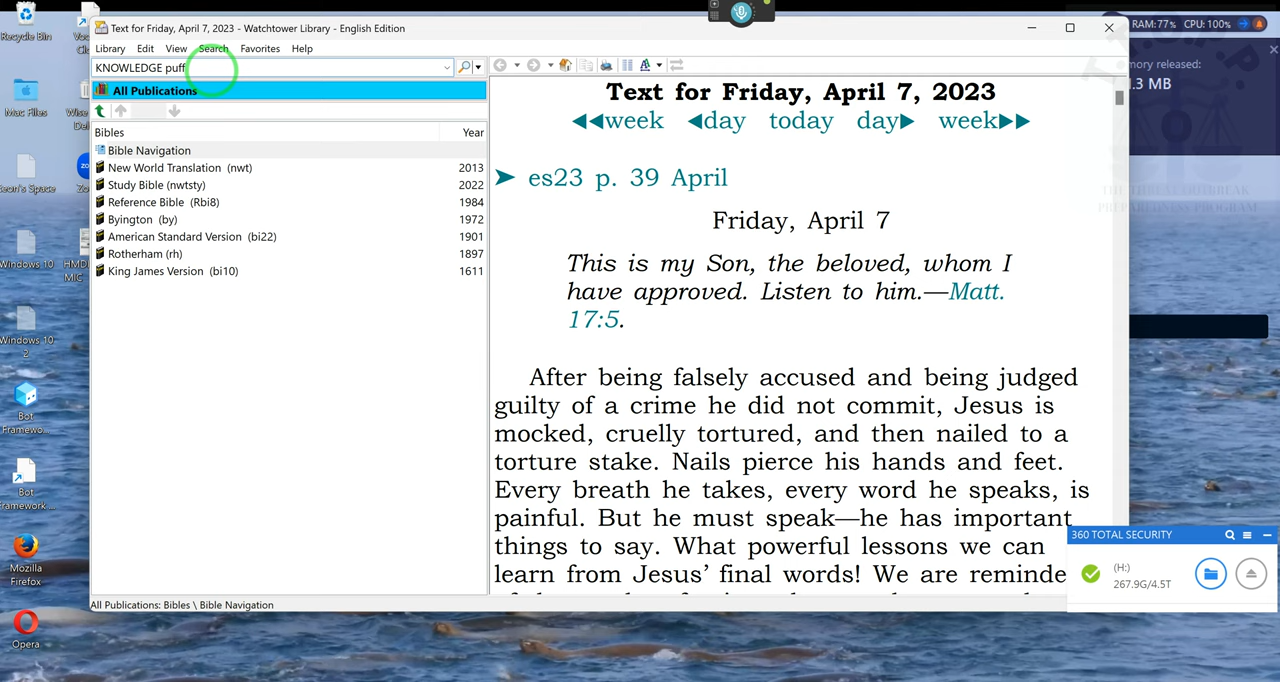 Recycle Bin
Mac Files
Windows 10
Windows 10
2
Bot
Framewo...
Bot
Framework ...
Mozilla
Firefox
Opera
Text for Friday, April 7, 2023 - Watchtower Library - English Edition
Library Edit View Search Favorites Help
KNOWLEDGE puff
All Publications
Bibles Year
Bible Navigation
New World Translation (nwt) 2013
Study Bible (nwtsty) 2022
Reference Bible (Rbi8) 1984
Byington (by) 1972
American Standard Version (bi22) 1901
Rotherham (rh) 1897
King James Version (bi10) 1611
All Publications: Bibles \ Bible Navigation
Text for Friday, April 7, 2023
◀◀week ◀day today day▶ week▶▶
➤ es23 p. 39 April
Friday, April 7
This is my Son, the beloved, whom I
have approved. Listen to him.—Matt.
17:5.
After being falsely accused and being judged
guilty of a crime he did not commit, Jesus is
mocked, cruelly tortured, and then nailed to a
torture stake. Nails pierce his hands and feet.
Every breath he takes, every word he speaks, is
painful. But he must speak—he has important
things to say. What powerful lessons we can
learn from Jesus' final words! We are reminde
RAM:77% CPU: 100%
mory released:
.3 MB
THE THREAT OUTBREAK
PREPAREDNESS PROGRAM
360 TOTAL SECURITY
(H:)
267.9G/4.5T